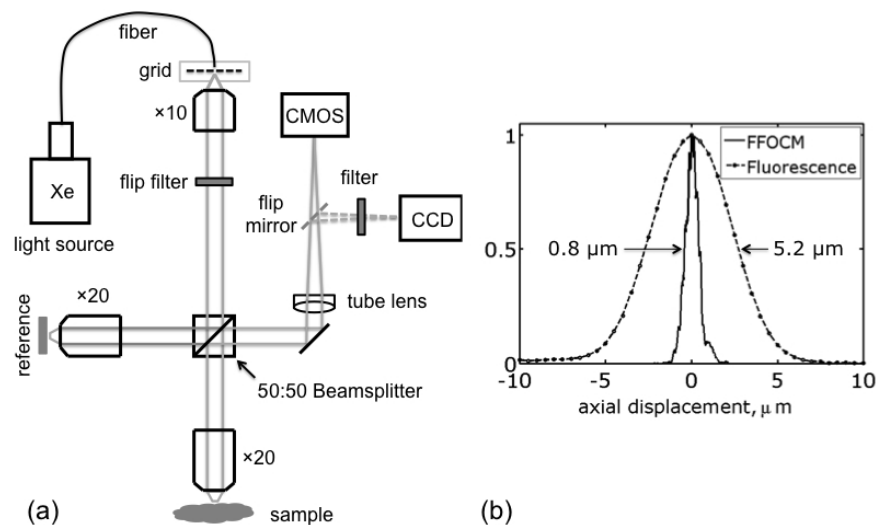 fiber
grid
×10
CMOS
flip filter
filter
flip
mirror
CCD
Xe
light source
tube lens
×20
reference
50:50 Beamsplitter
×20
sample
(a)
FFOCM
Fluorescence
1
0.5
0
0.8 µm
5.2 µm
-10
-5
0
5
10
axial displacement, µ m
(b)